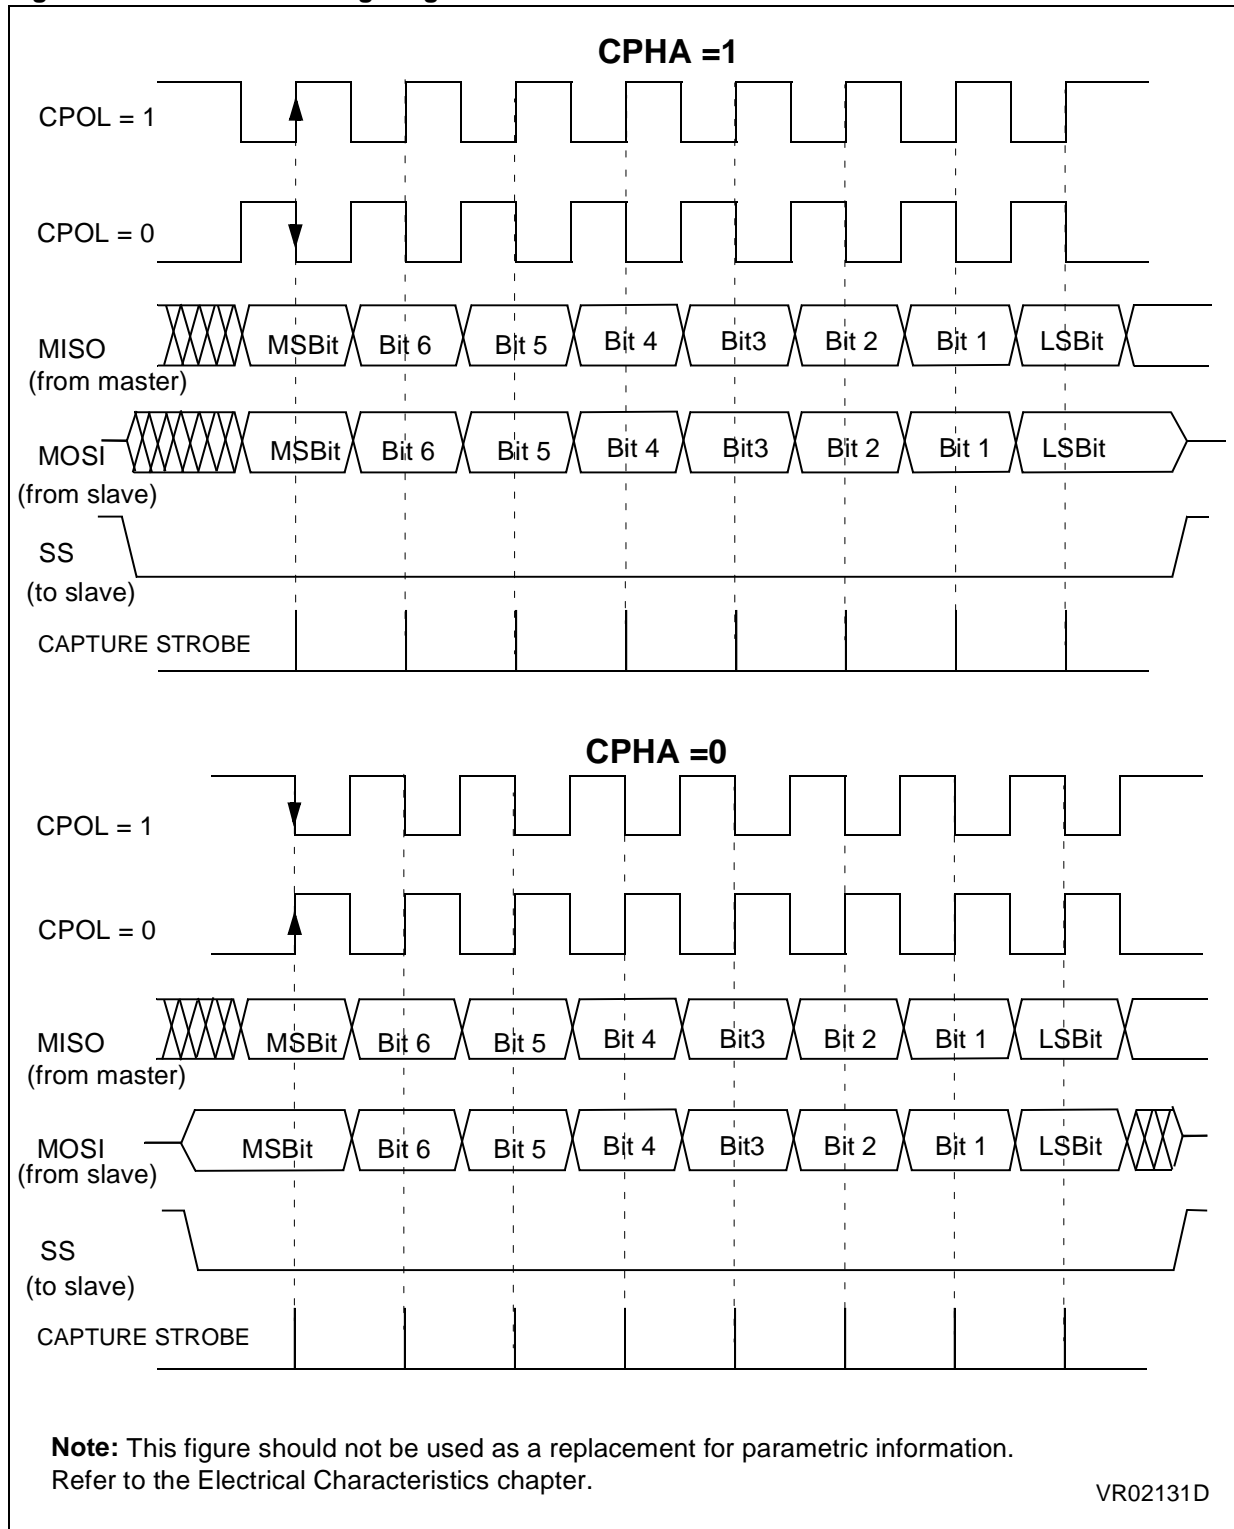 CPHA =1
CPOL = 1
CPOL = 0
MISO
(from master)
MSBit Bit 6 Bit 5 Bit 4 Bit3 Bit 2 Bit 1 LSBit
MOSI
(from slave)
MSBit Bit 6 Bit 5 Bit 4 Bit3 Bit 2 Bit 1 LSBit
SS
(to slave)
CAPTURE STROBE
CPHA =0
CPOL = 1
CPOL = 0
MISO
(from master)
MSBit Bit 6 Bit 5 Bit 4 Bit3 Bit 2 Bit 1 LSBit
MOSI
(from slave)
MSBit Bit 6 Bit 5 Bit 4 Bit3 Bit 2 Bit 1 LSBit
SS
(to slave)
CAPTURE STROBE
Note: This figure should not be used as a replacement for parametric information.
Refer to the Electrical Characteristics chapter.
VR02131D